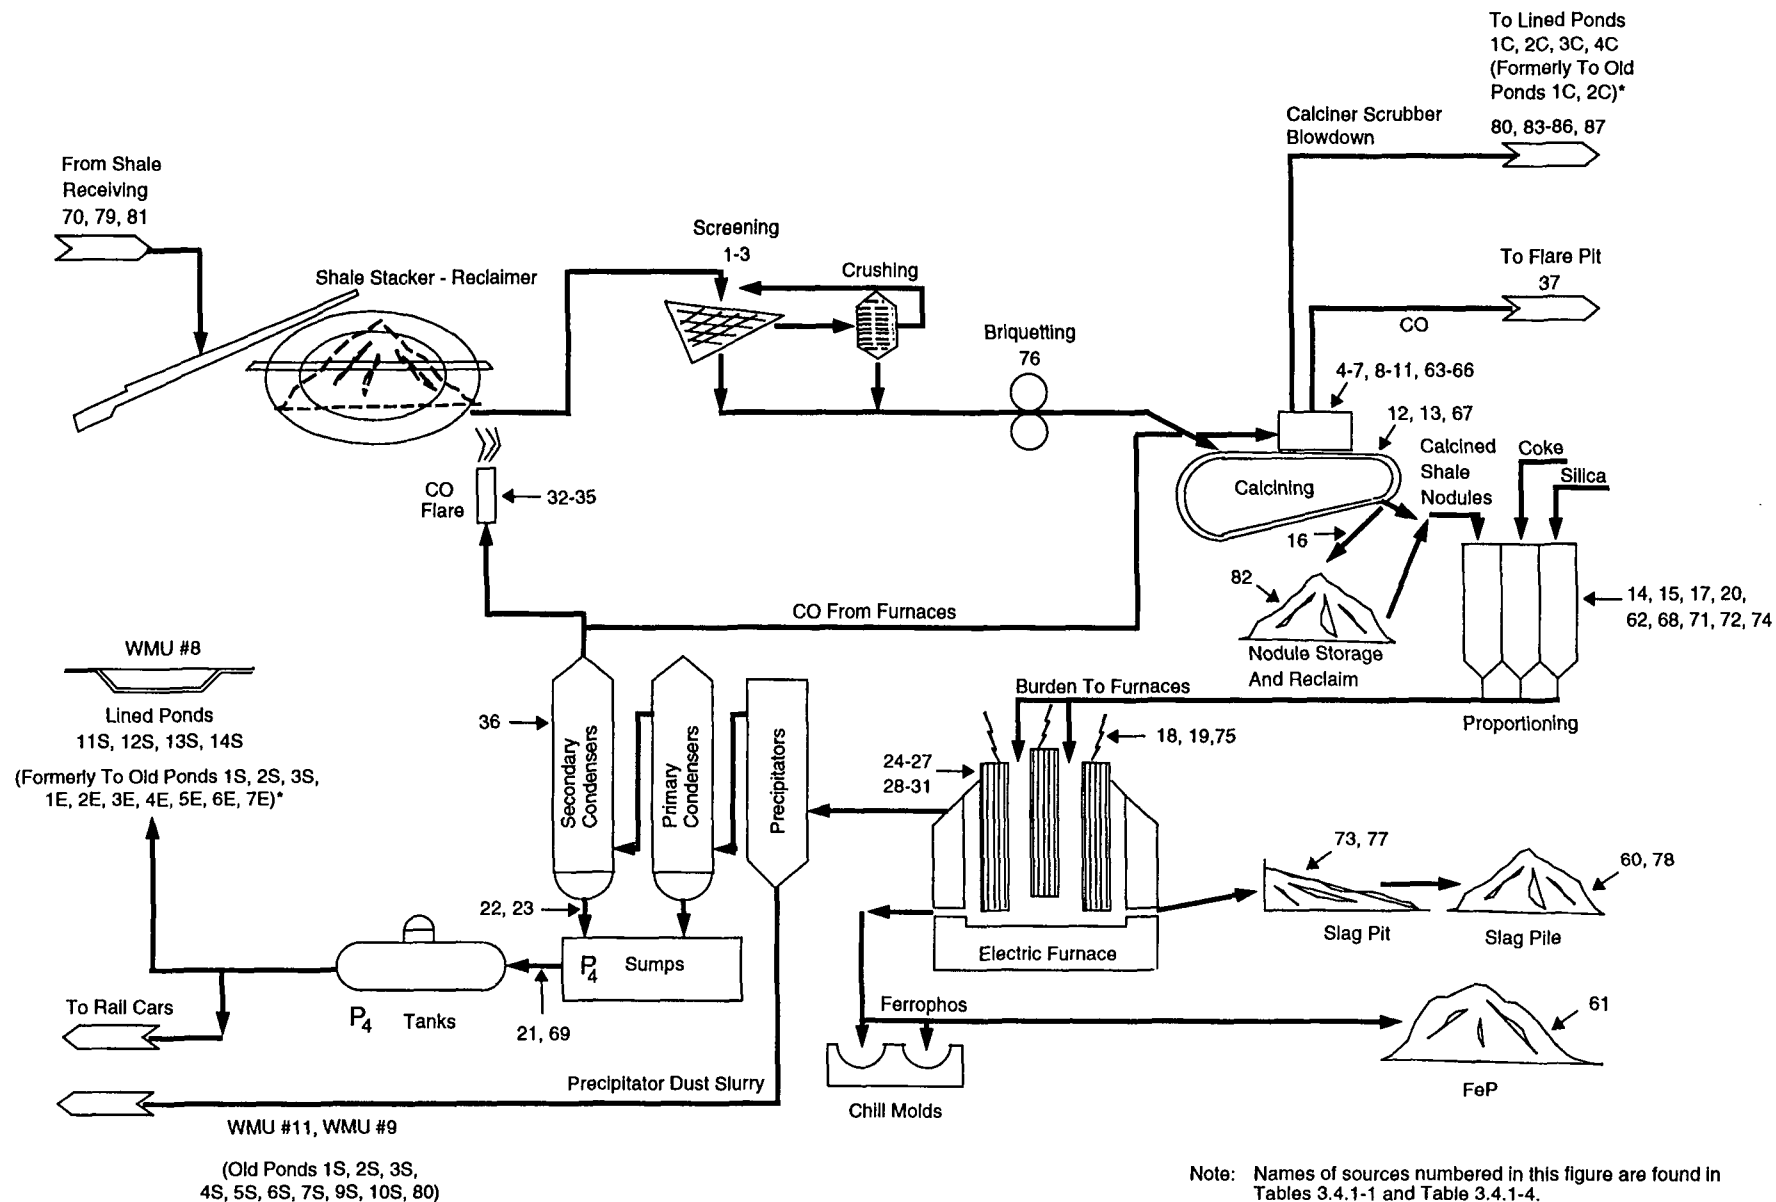 To Lined Ponds
1C, 2C, 3C, 4C
(Formerly To Old
Ponds 1C, 2C)*
80, 83-86, 87
Calciner Scrubber
Blowdown
From Shale
Receiving
70, 79, 81
Shale Stacker - Reclaimer
Screening
1-3
Crushing
Briquetting
76
To Flare Pit
37
CO
4-7, 8-11, 63-66
12, 13, 67
Calcined
Shale
Nodules
Coke
Silica
Calcining
16
82
Nodule Storage
And Reclaim
14, 15, 17, 20,
62, 68, 71, 72, 74
Proportioning
CO
Flare
32-35
CO From Furnaces
Burden To Furnaces
WMU #8
Lined Ponds
11S, 12S, 13S, 14S
(Formerly To Old Ponds 1S, 2S, 3S,
1E, 2E, 3E, 4E, 5E, 6E, 7E)*
36
Secondary
Condensers
Primary
Condensers
Precipitators
24-27
28-31
18, 19,75
73, 77
60, 78
Slag Pit
Slag Pile
Electric Furnace
22, 23
P4 Sumps
P4 Tanks
21, 69
To Rail Cars
Ferrophos
61
FeP
Chill Molds
Precipitator Dust Slurry
WMU #11, WMU #9
(Old Ponds 1S, 2S, 3S,
4S, 5S, 6S, 7S, 9S, 10S, 80)
Note: Names of sources numbered in this figure are found in
Tables 3.4.1-1 and Table 3.4.1-4.